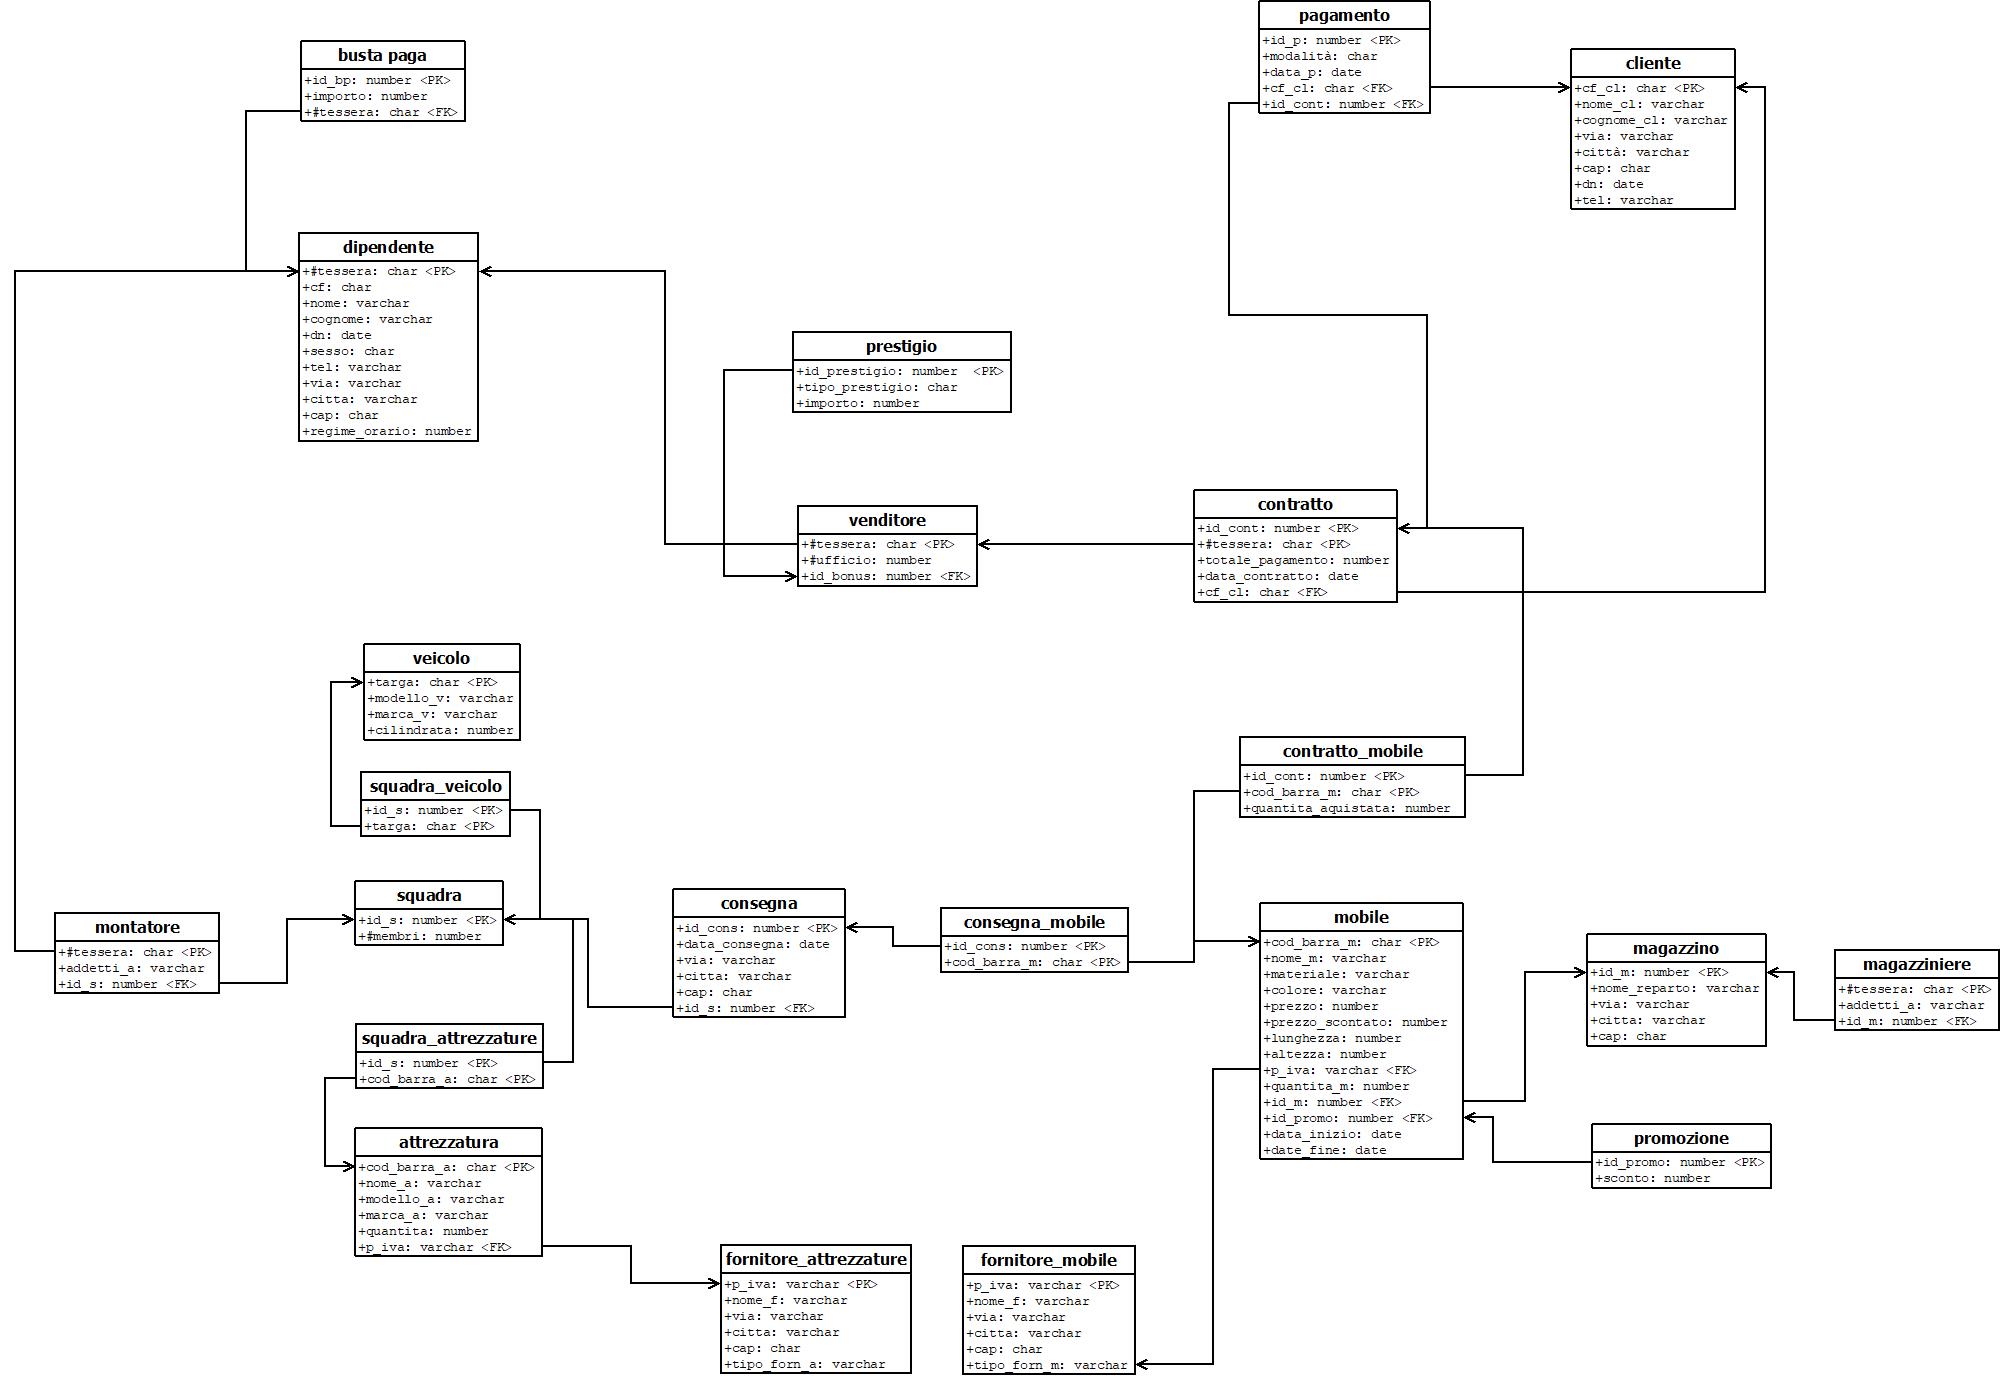 pagamento
+id_p: number <PK>
+modalità: char
+data_p: date
+cf_cl: char <FK>
+id_cont: number <FK>
busta paga
+id_bp: number <PK>
+importo: number
+#tessera: char <FK>
cliente
+cf_cl: char <PK>
+nome_cl: varchar
+cognome_cl: varchar
+via: varchar
+città: varchar
+cap: char
+dn: date
+tel: varchar
dipendente
+#tessera: char <PK>
+cf: char
+nome: varchar
+cognome: varchar
+dn: date
+sesso: char
+tel: varchar
+via: varchar
+citta: varchar
+cap: char
+regime_orario: number
prestigio
+id_prestigio: number <PK>
+tipo_prestigio: char
+importo: number
venditore
+#tessera: char <PK>
+#ufficio: number
+id_bonus: number <FK>
contratto
+id_cont: number <PK>
+#tessera: char <PK>
+totale_pagamento: number
+data_contratto: date
+cf_cl: char <FK>
veicolo
+targa: char <PK>
+modello_v: varchar
+marca_v: varchar
+cilindrata: number
squadra_veicolo
+id_s: number <PK>
+targa: char <PK>
contratto_mobile
+id_cont: number <PK>
+cod_barra_m: char <PK>
+quantita_aquistata: number
montatore
+#tessera: char <PK>
+addetti_a: varchar
+id_s: number <FK>
squadra
+id_s: number <PK>
+#membri: number
consegna
+id_cons: number <PK>
+data_consegna: date
+via: varchar
+citta: varchar
+cap: char
+id_s: number <FK>
consegna_mobile
+id_cons: number <PK>
+cod_barra_m: char <PK>
mobile
+cod_barra_m: char <PK>
+nome_m: varchar
+materiale: varchar
+colore: varchar
+prezzo: number
+prezzo_scontato: number
+lunghezza: number
+altezza: number
+p_iva: varchar <FK>
+quantita_m: number
+id_m: number <FK>
+id_promo: number <FK>
+data_inizio: date
+date_fine: date
magazzino
+id_m: number <PK>
+nome_reparto: varchar
+via: varchar
+citta: varchar
+cap: char
magazziniere
+#tessera: char <PK>
+addetti_a: varchar
+id_m: number <FK>
squadra_attrezzature
+id_s: number <PK>
+cod_barra_a: char <PK>
attrezzatura
+cod_barra_a: char <PK>
+nome_a: varchar
+modello_a: varchar
+marca_a: varchar
+quantita: number
+p_iva: varchar <FK>
promozione
+id_promo: number <PK>
+sconto: number
fornitore_attrezzature
+p_iva: varchar <PK>
+nome_f: varchar
+via: varchar
+citta: varchar
+cap: char
+tipo_forn_a: varchar
fornitore_mobile
+p_iva: varchar <PK>
+nome_f: varchar
+via: varchar
+citta: varchar
+cap: char
+tipo_forn_m: varchar